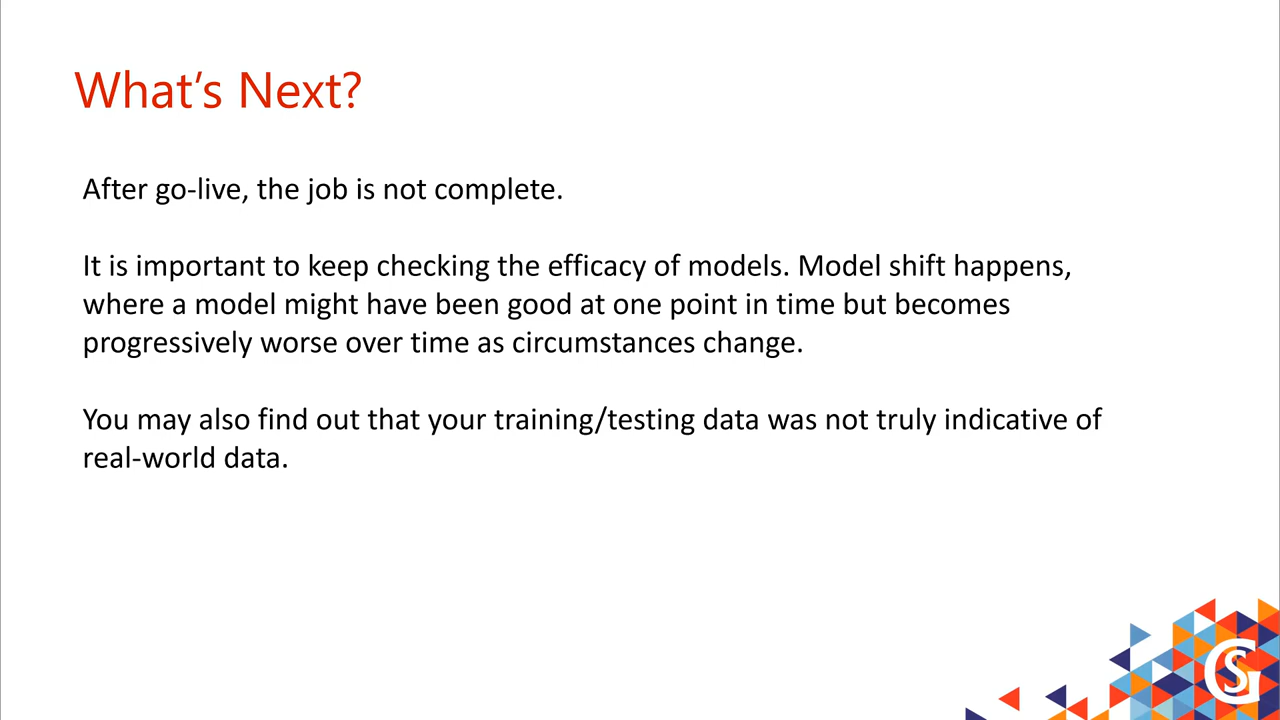 What's Next?
After go-live, the job is not complete.
It is important to keep checking the efficacy of models. Model shift happens,
where a model might have been good at one point in time but becomes
progressively worse over time as circumstances change.
You may also find out that your training/testing data was not truly indicative of
real-world data.
GS